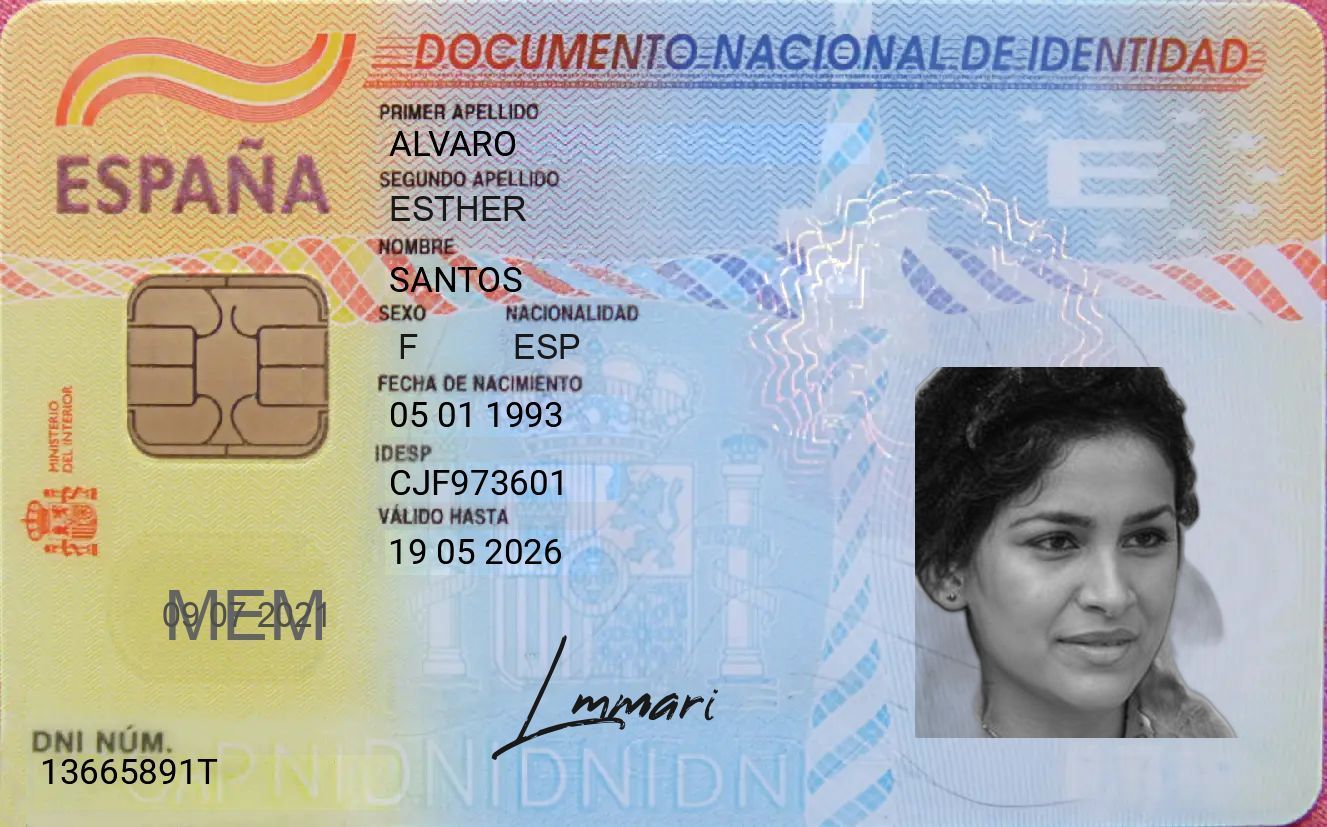 DOCUMENTO NACIONAL DE IDENTIDAD
ESPAÑA
PRIMER APELLIDO
ALVARO
SEGUNDO APELLIDO
ESTHER
NOMBRE
SANTOS
SEXO NACIONALIDAD
F ESP
FECHA DE NACIMIENTO
05 01 1993
IDESP
CJF973601
VÁLIDO HASTA
19 05 2026
MINISTERIO
DEL INTERIOR
E
09 07 2021
MEM
Lmmari
DNI NÚM.
13665891T